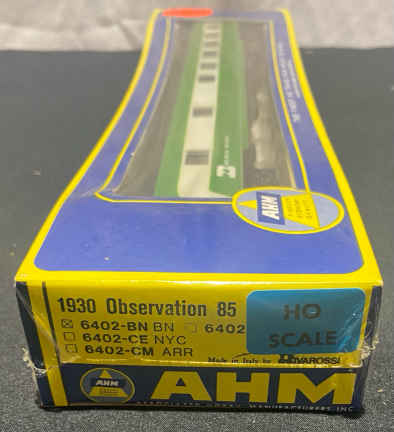 AHM
1930 Observation 85
6402-BN BN 6402
6402-CE NYC
6402-CM ARR
HO
SCALE
Made in Italy by RIVAROSSI
AHM
AHM
ASSOCIATED HOBBY MANUFACTURERS, INC